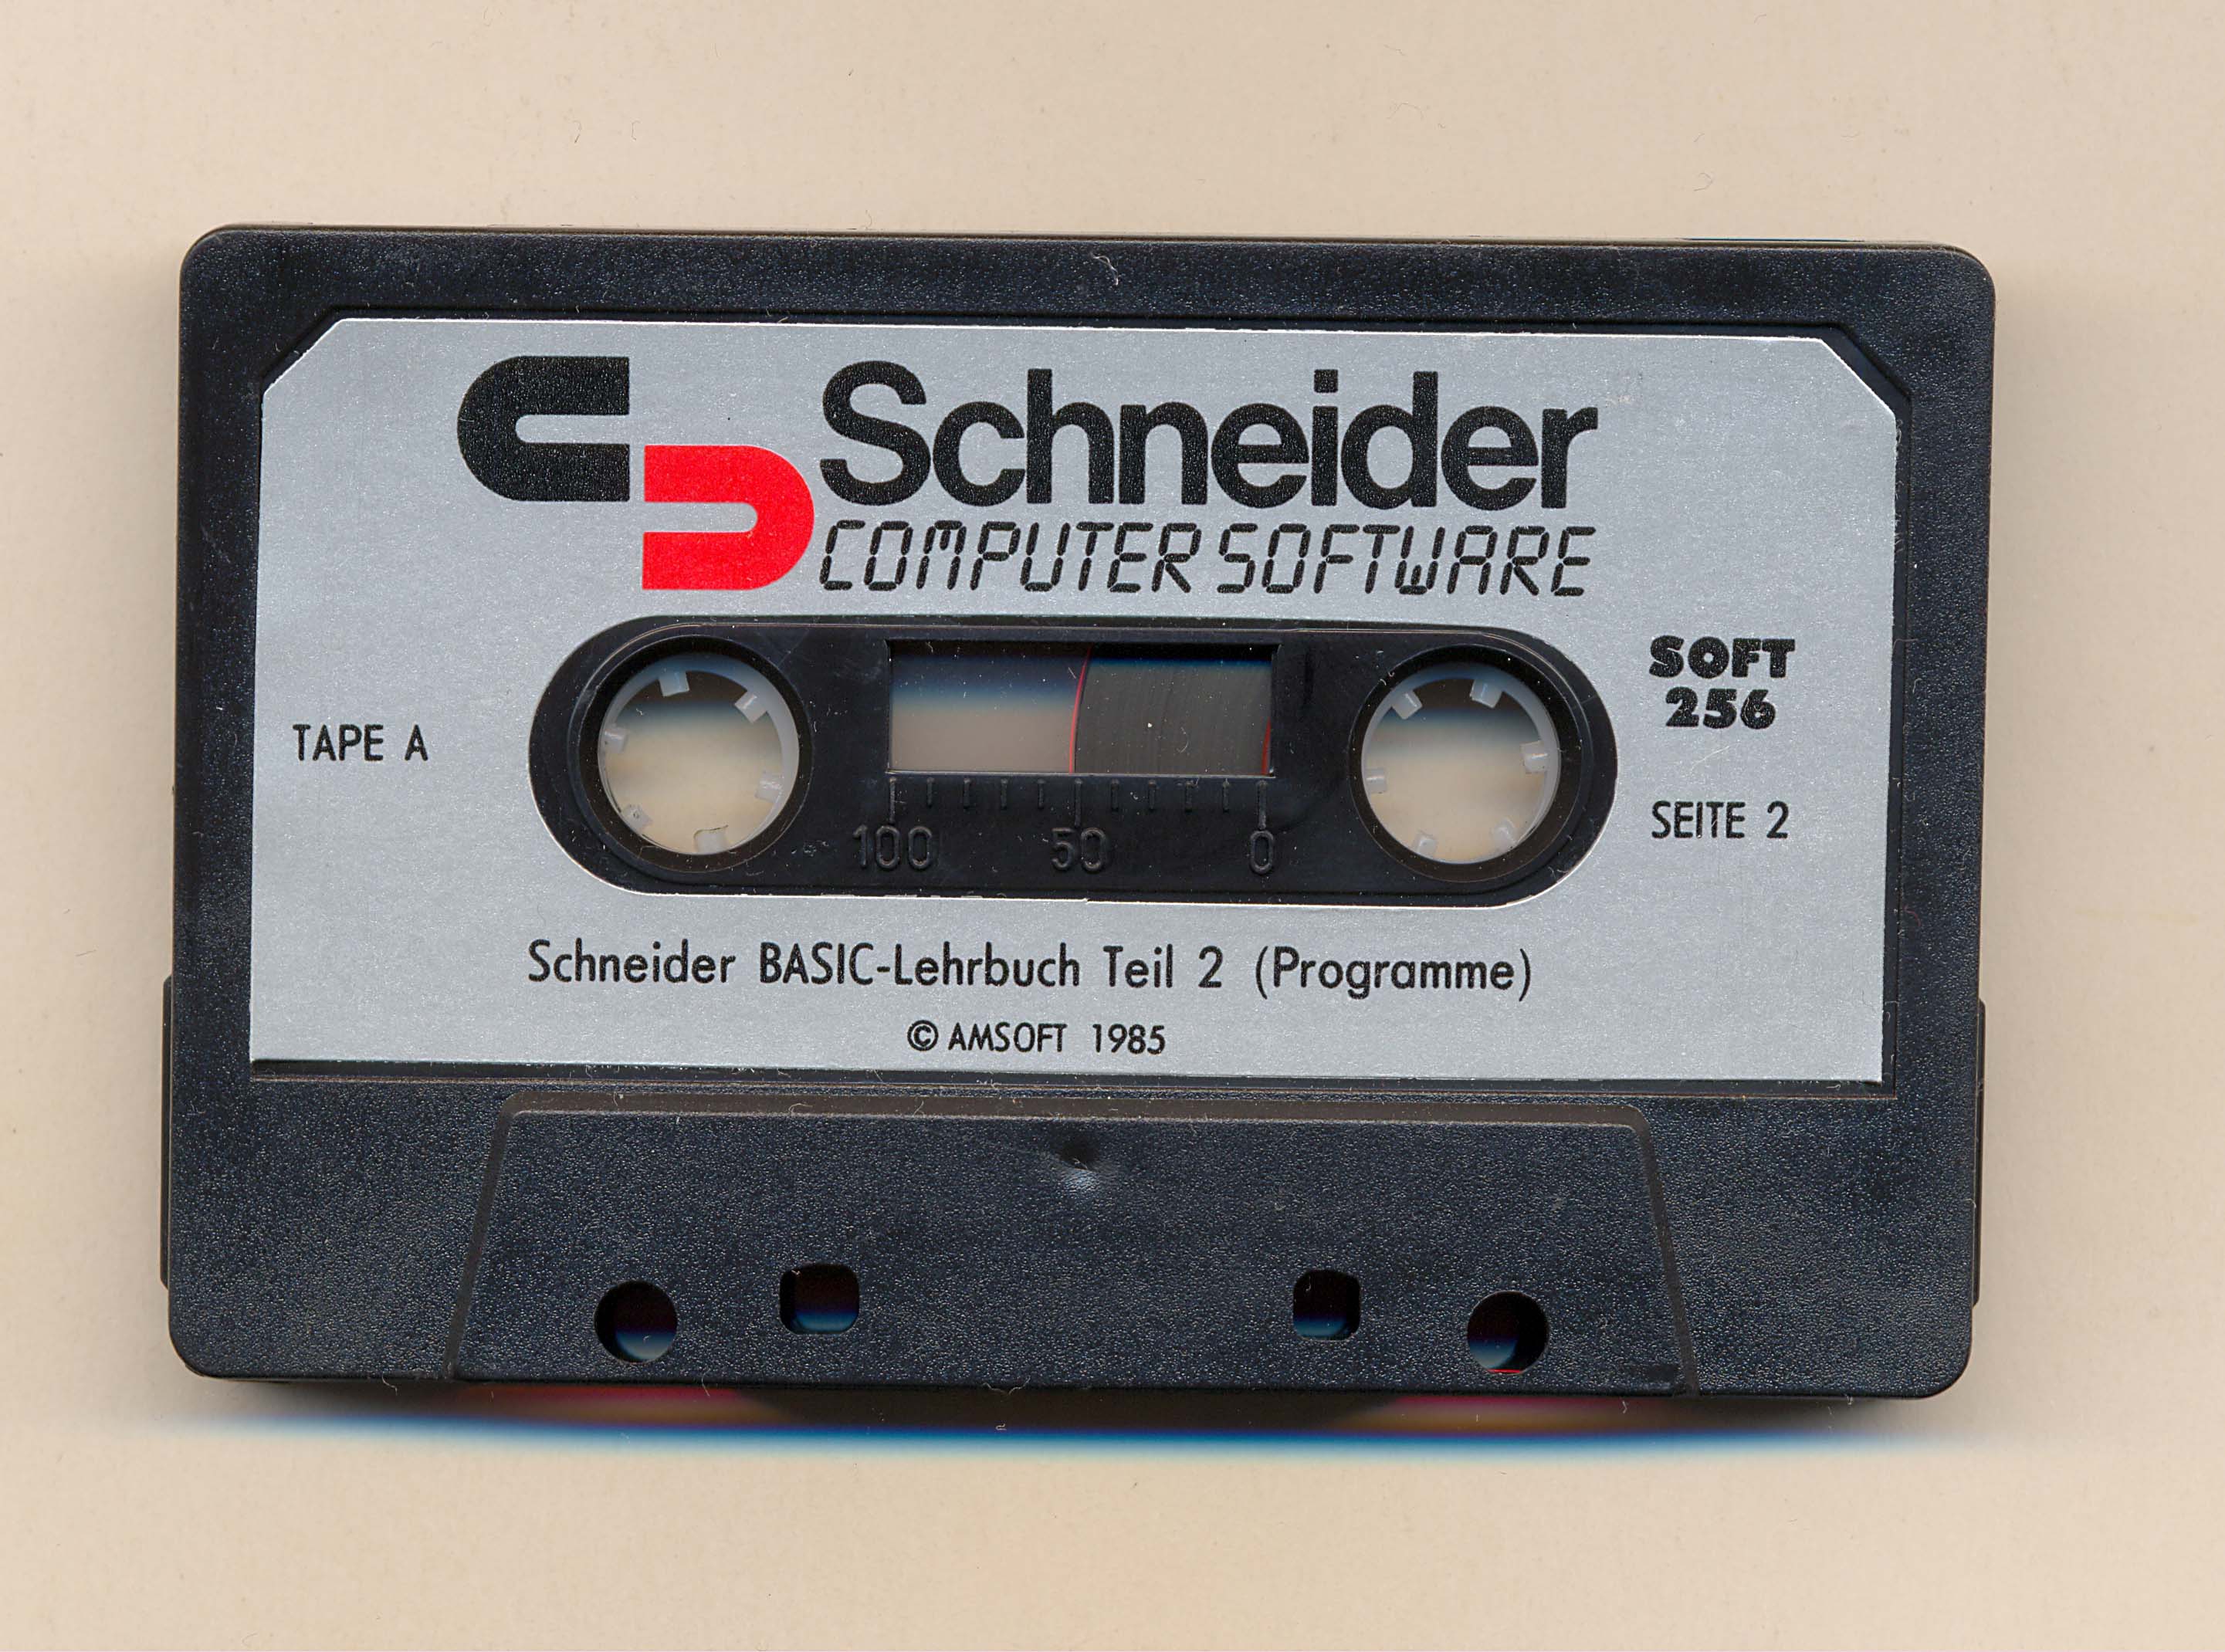 Schneider
COMPUTER SOFTWARE
SOFT
256
TAPE A
SEITE 2
100 50 0
Schneider BASIC-Lehrbuch Teil 2 (Programme)
© AMSOFT 1985